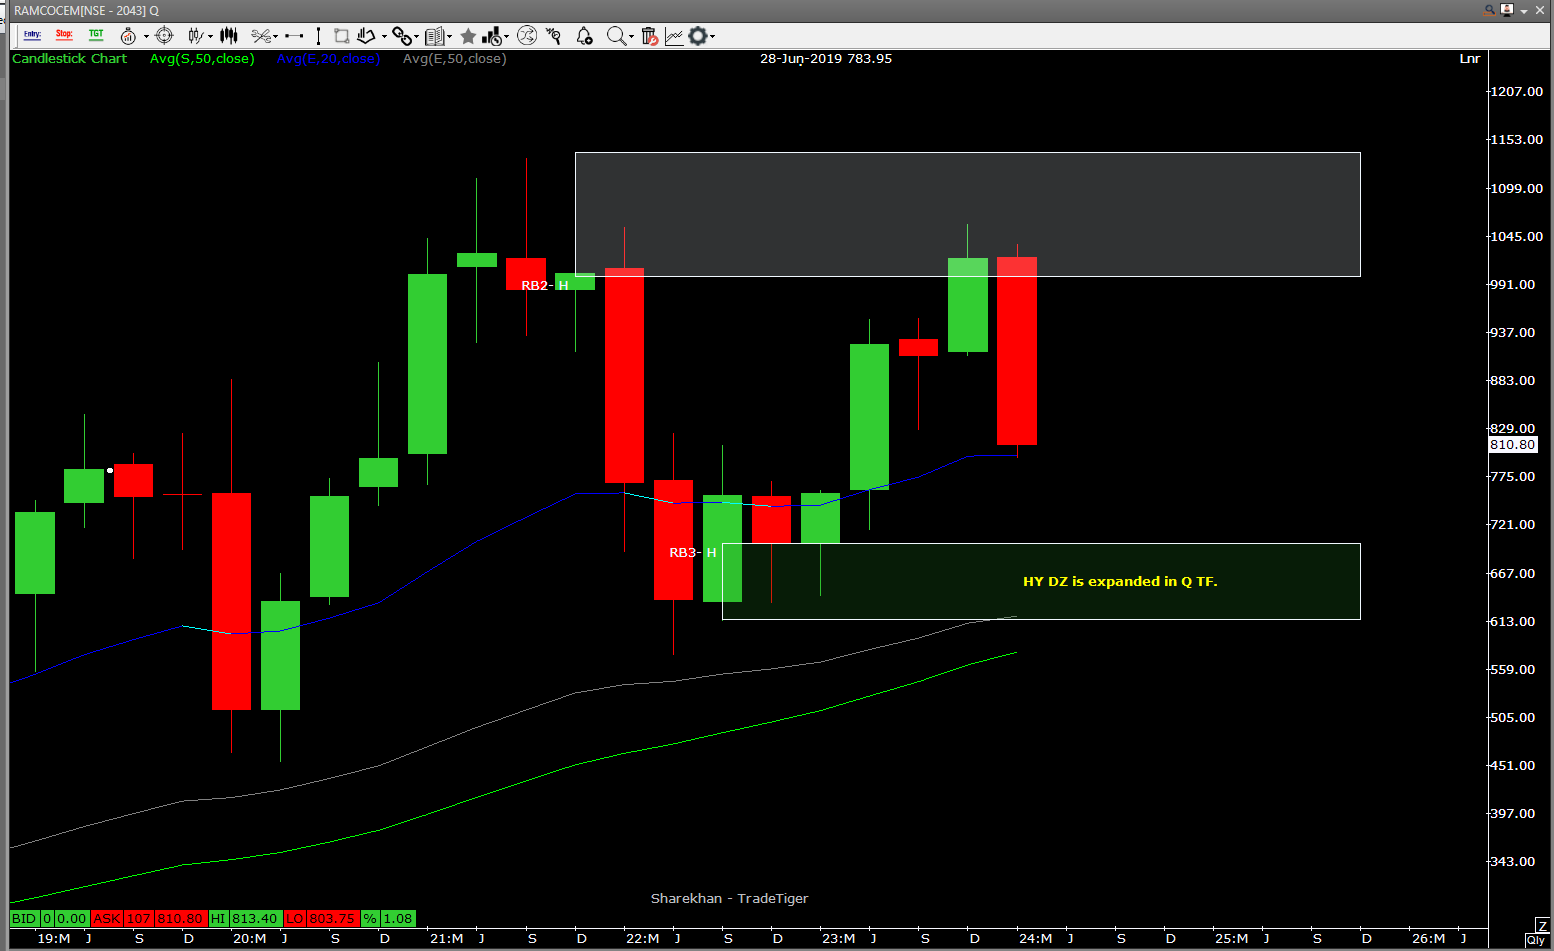 RAMCOCEM[NSE - 2043] Q
Entry: Stop: TGT
Candlestick Chart Avg(S,50,close) Avg(E,20,close) Avg(E,50,close) 28-Jun-2019 783.95 Lnr
1207.00
1153.00
1099.00
1045.00
RB2- H
991.00
937.00
883.00
829.00
810.80
775.00
721.00
RB3- H
667.00
HY DZ is expanded in Q TF.
613.00
559.00
505.00
451.00
397.00
343.00
Sharekhan - TradeTiger
BID 0 0.00 ASK 107 810.80 HI 813.40 LO 803.75 % 1.08
Z
19:M J S D 20:M J S D 21:M J S D 22:M J S D 23:M J S D 24:M J S D 25:M J S D 26:M J Qly